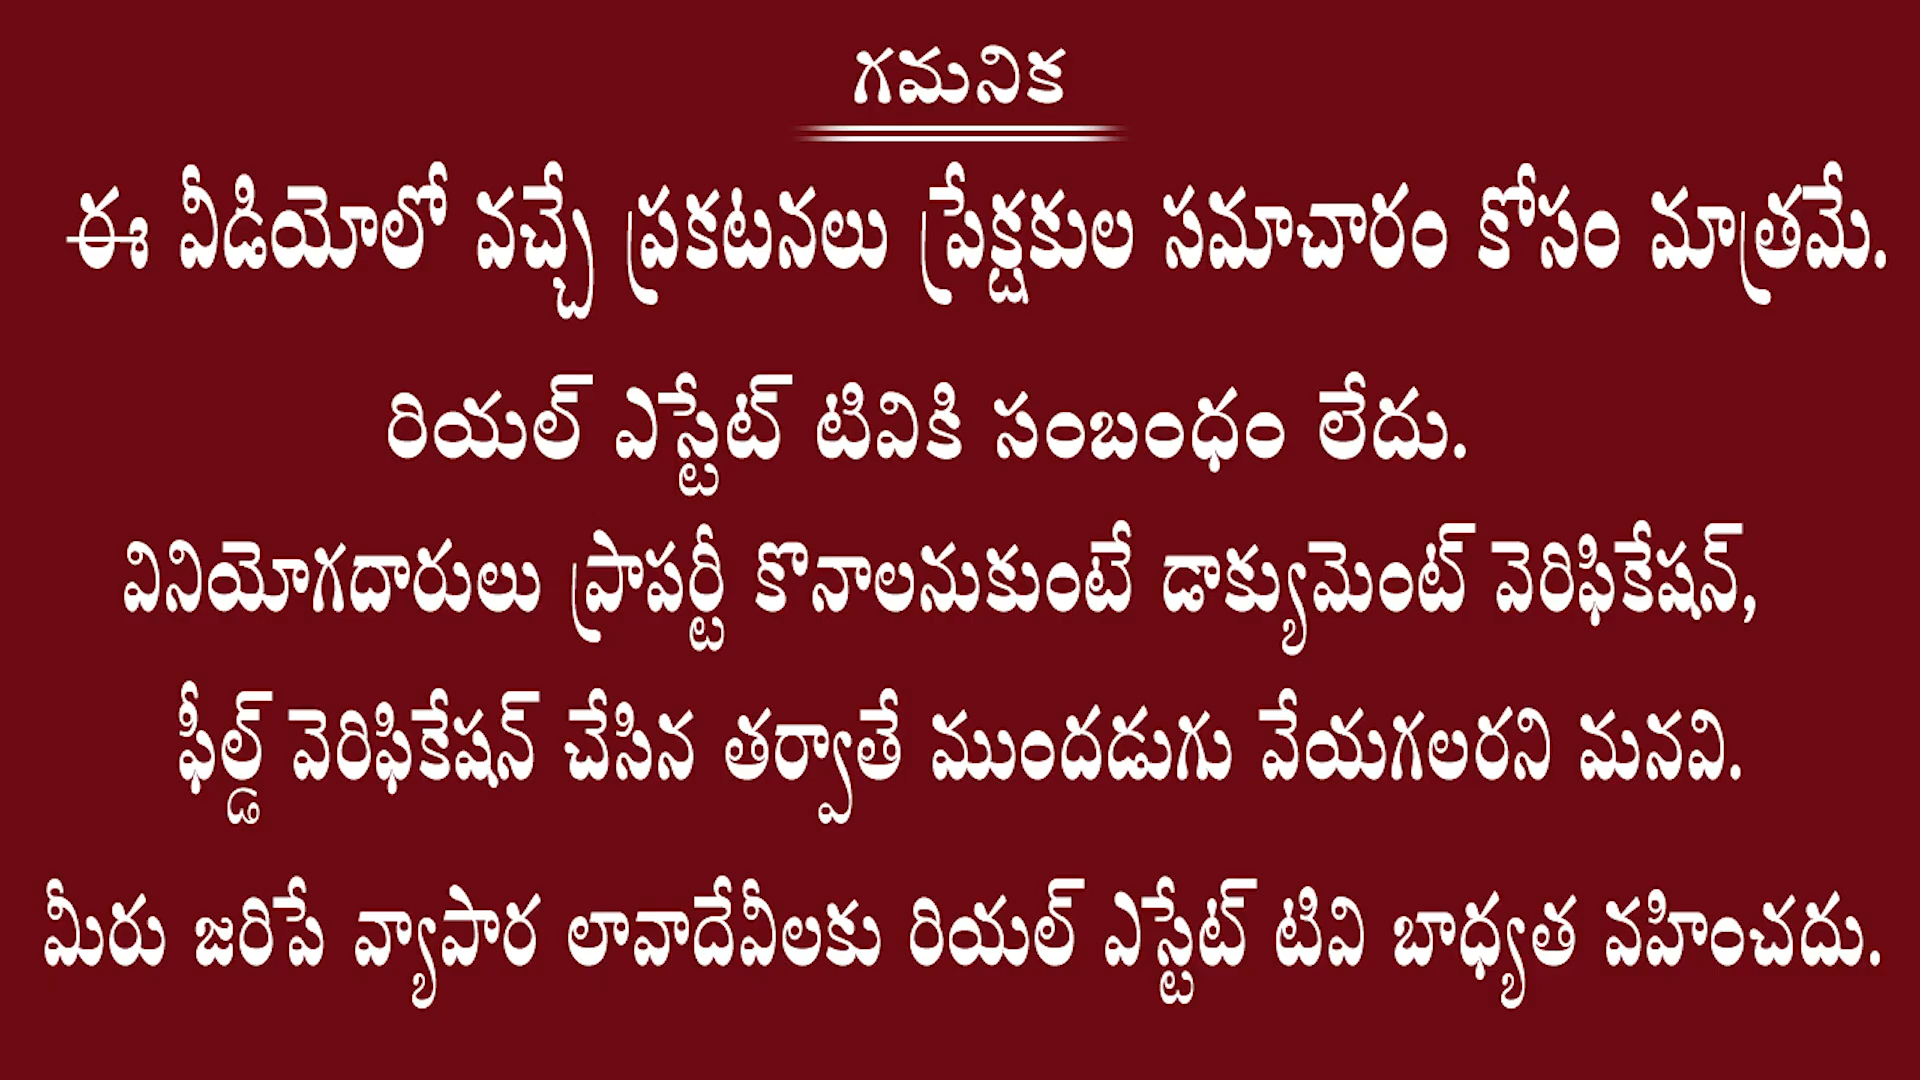 గమనిక
ఈ వీడియోలో వచ్చే ప్రకటనలు ప్రేక్షకుల సమాచారం కోసం మాత్రమే.
రియల్ ఎస్టేట్ టివికి సంబంధం లేదు.
వినియోగదారులు ప్రాపర్టీ కొనాలనుకుంటే డాక్యుమెంట్ వెరిఫికేషన్,
ఫీల్డ్ వెరిఫికేషన్ చేసిన తర్వాతే ముందడుగు వేయగలరని మనవి.
మీరు జరిపే వ్యాపార లావాదేవీలకు రియల్ ఎస్టేట్ టివి బాధ్యత వహించదు.